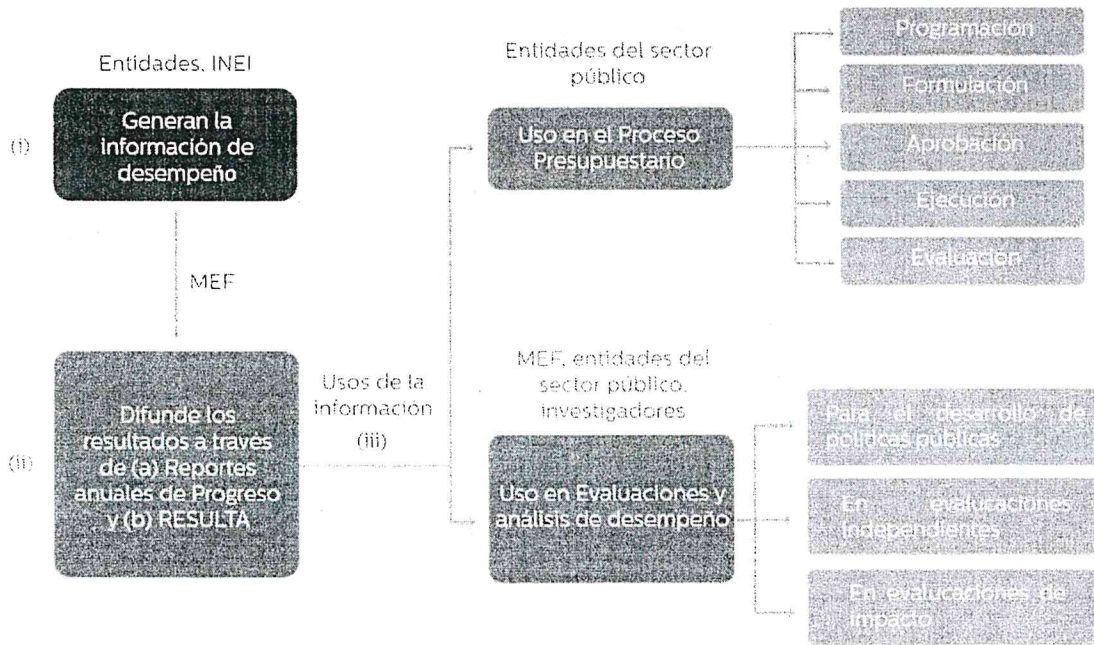 Entidades, INEI
(i)
Generan la
información de
desempeño
MEF
(ii)
Difunde los
resultados a través
de (a) Reportes
anuales de Progreso
y (b) RESULTA
Usos de la
información
(iii)
Entidades del sector
público
Uso en el Proceso
Presupuestario
Programación
Formulación
Aprobación
Ejecución
Evaluación
MEF, entidades del
sector público,
investigadores
Uso en Evaluaciones y
análisis de desempeño
Para el desarrollo de
políticas públicas
En evalucaciones
Independientes
En evalucaciones de
impacto